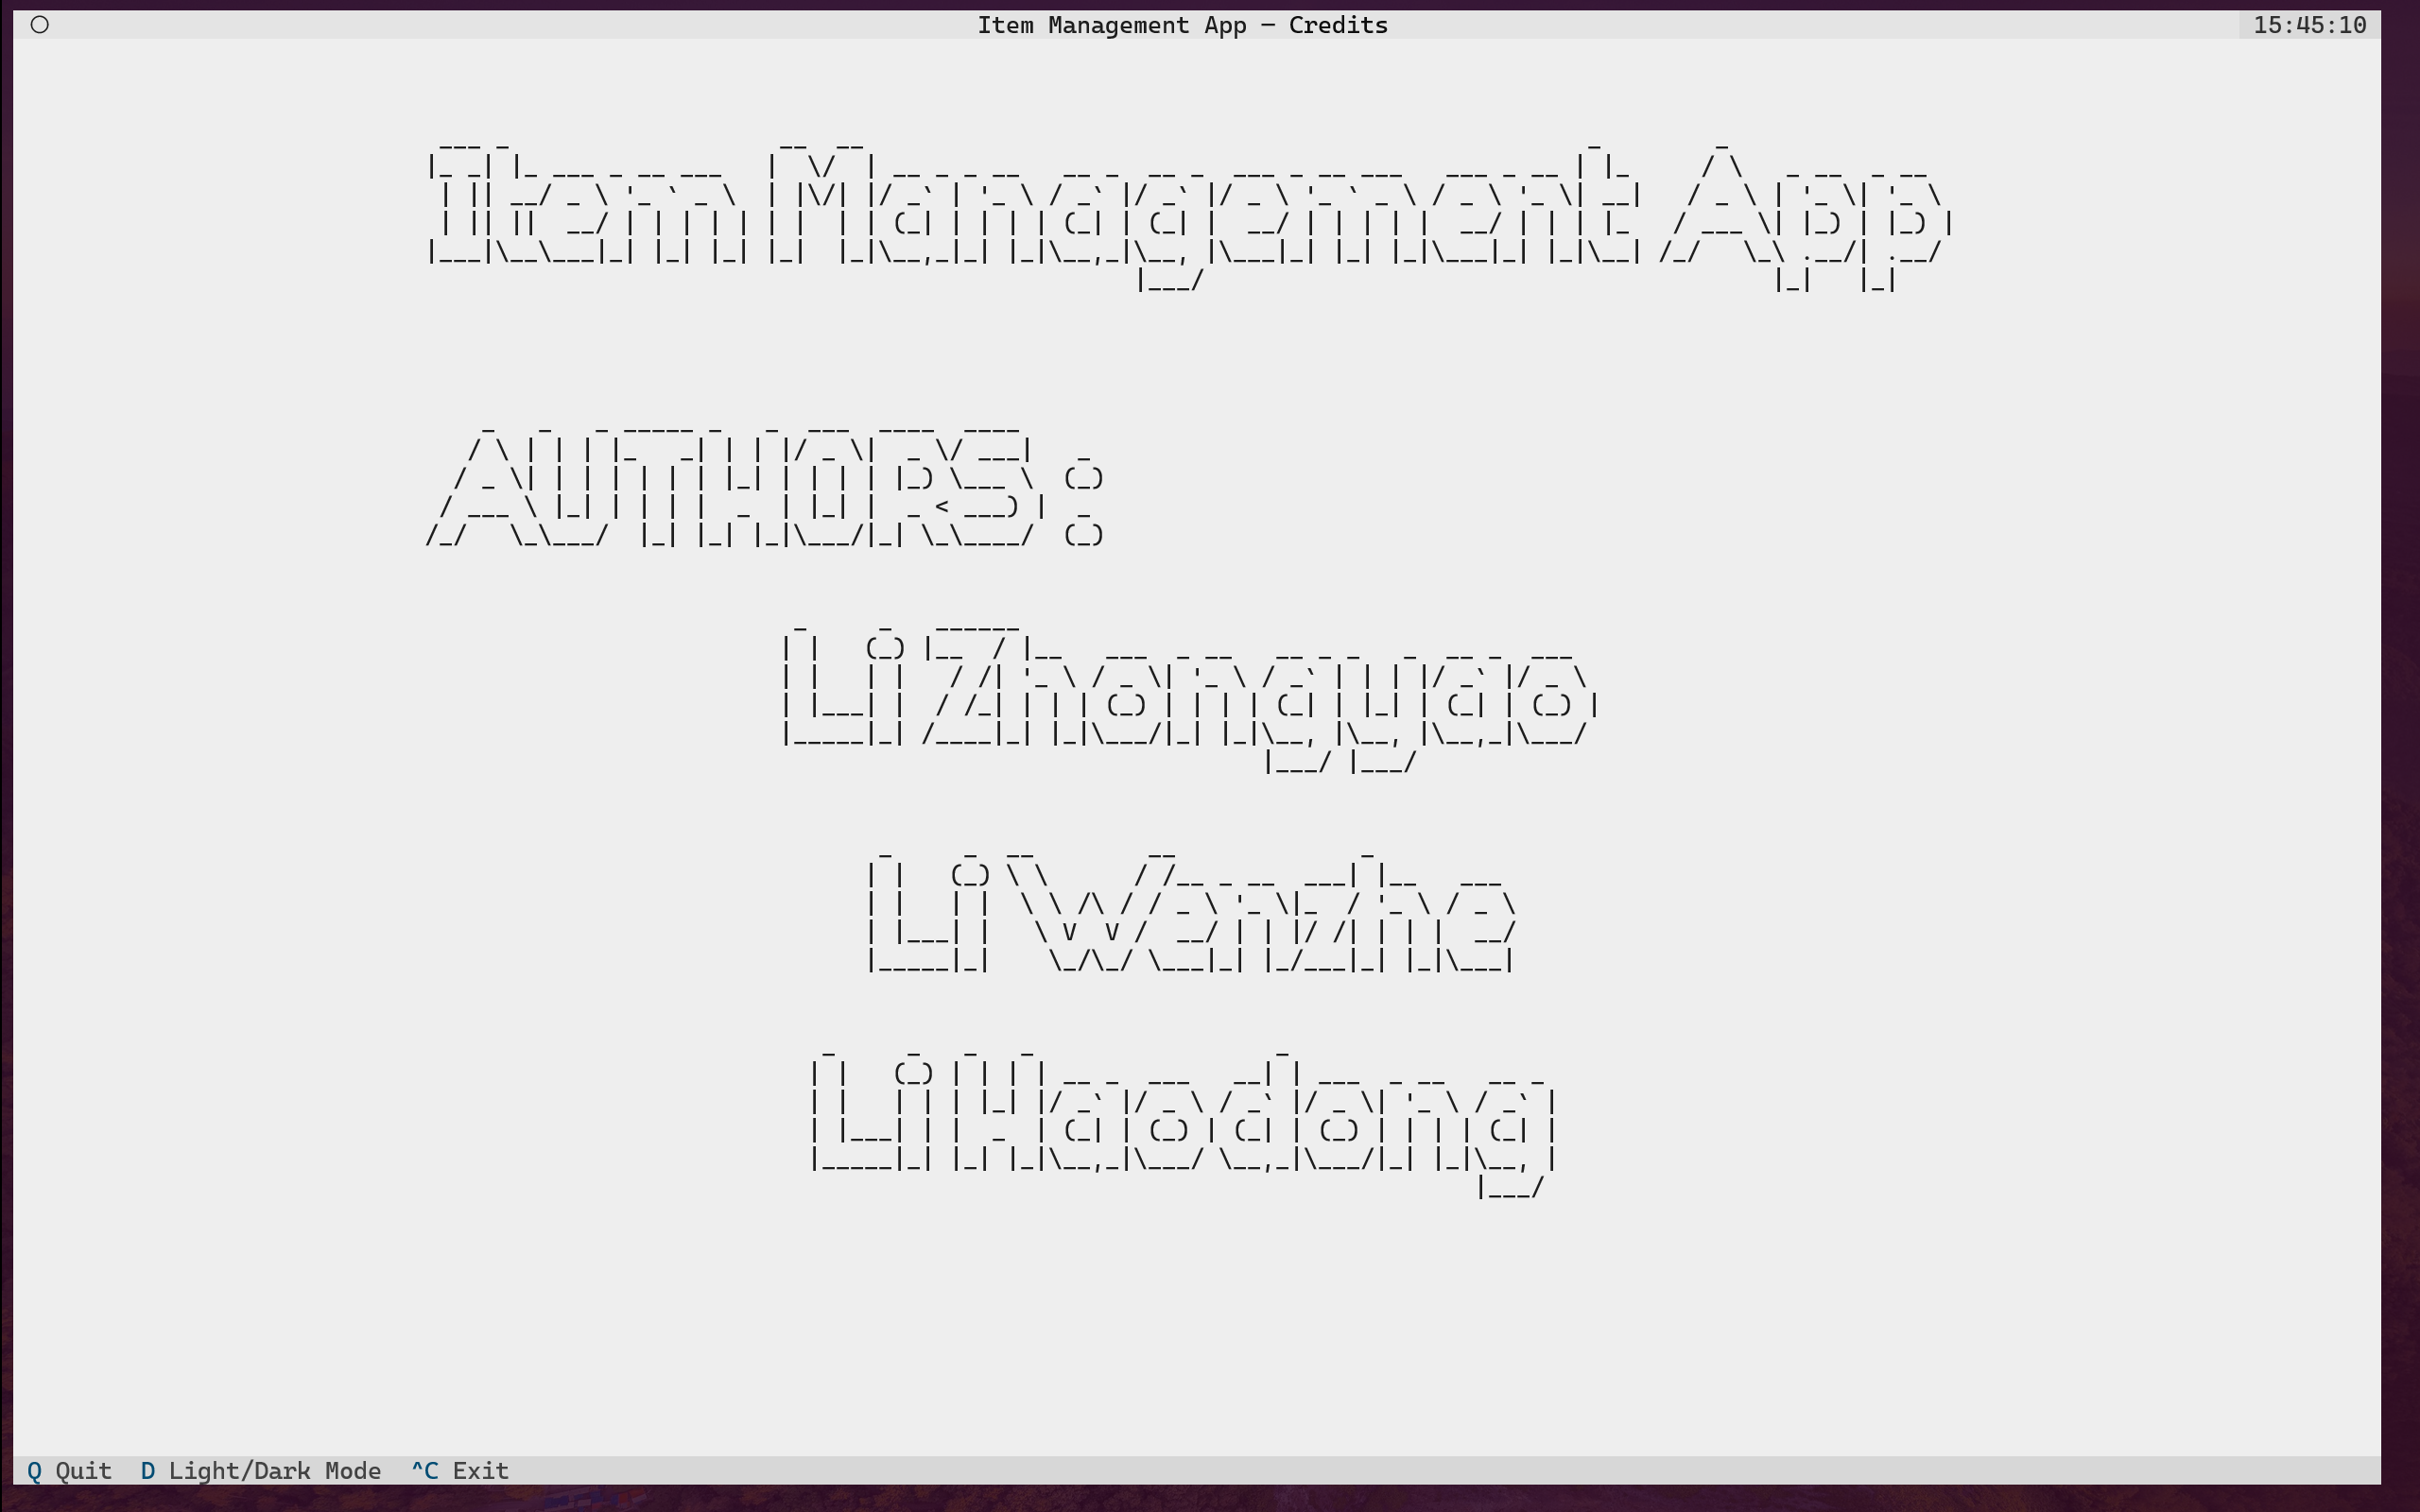 Item Management App — Credits
15:45:10
Item Management App
AUTHORS:
Li Zhongyao
Li Wenzhe
Li Haodong
Q Quit D Light/Dark Mode ^C Exit